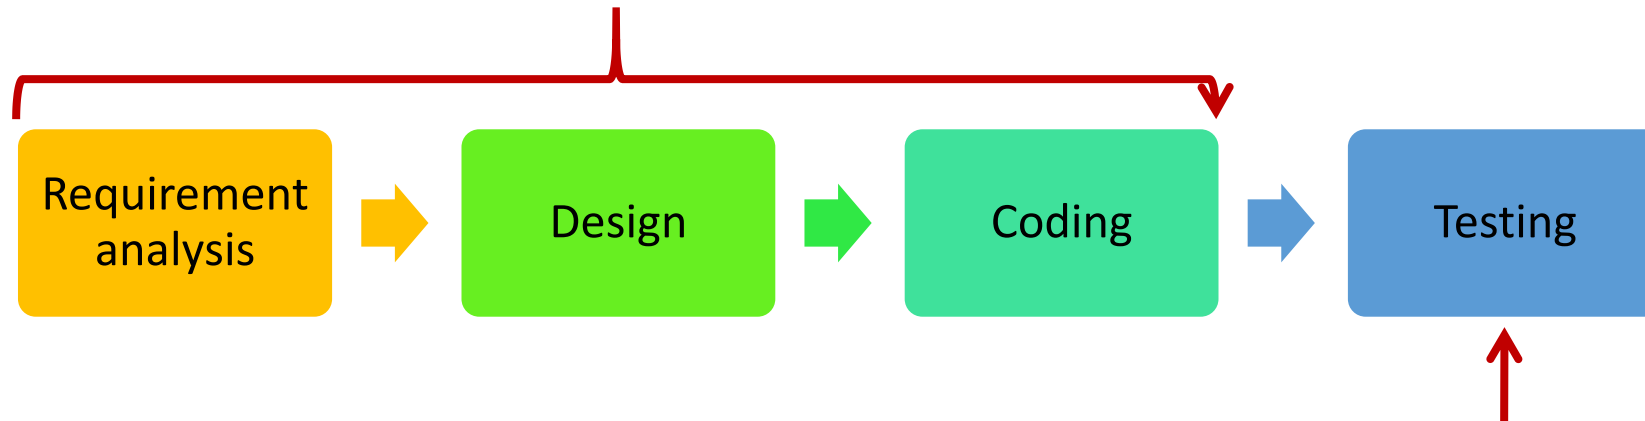 Requirement
analysis
Design
Coding
Testing